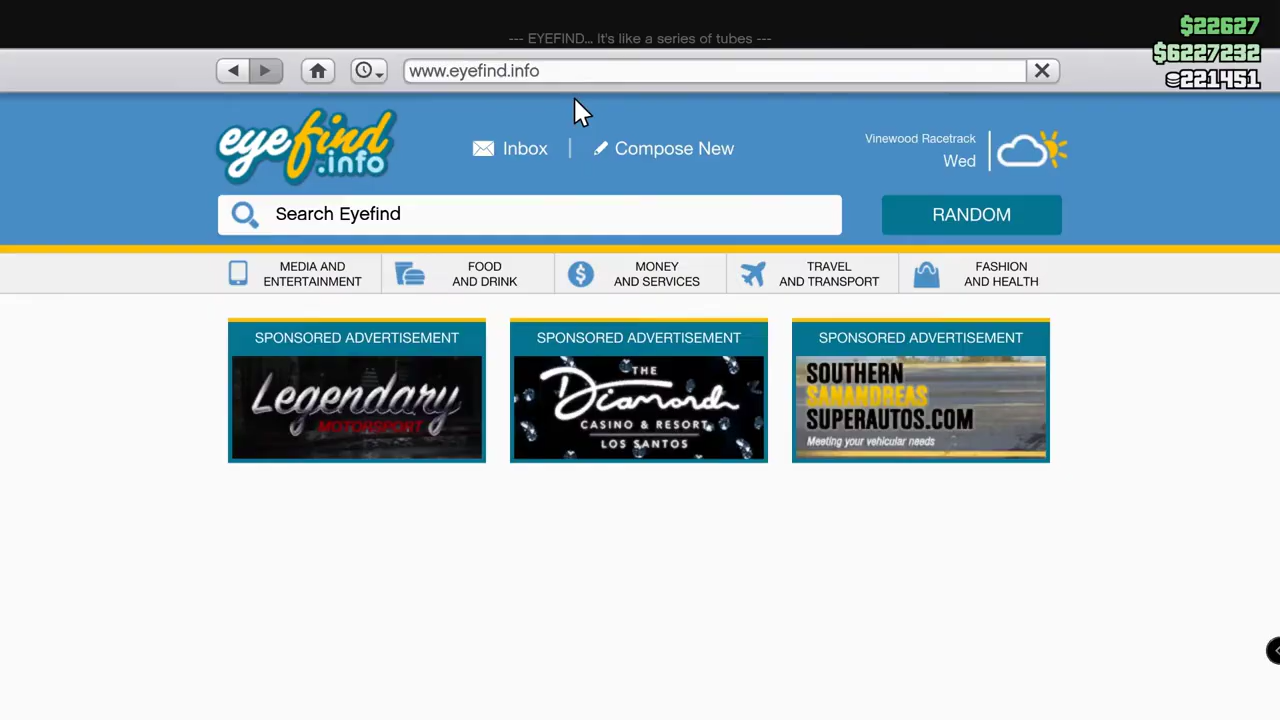 --- EYEFIND... It's like a series of tubes ---
$22627
$6227232
221451
www.eyefind.info
eyefind
.info
Inbox | Compose New
Vinewood Racetrack
Wed
Search Eyefind
RANDOM
MEDIA AND
ENTERTAINMENT
FOOD
AND DRINK
MONEY
AND SERVICES
TRAVEL
AND TRANSPORT
FASHION
AND HEALTH
SPONSORED ADVERTISEMENT
Legendary
MOTORSPORT
SPONSORED ADVERTISEMENT
THE
Diamond
CASINO & RESORT
LOS SANTOS
SPONSORED ADVERTISEMENT
SOUTHERN
SANANDREAS
SUPERAUTOS.COM
Meeting your vehicular needs